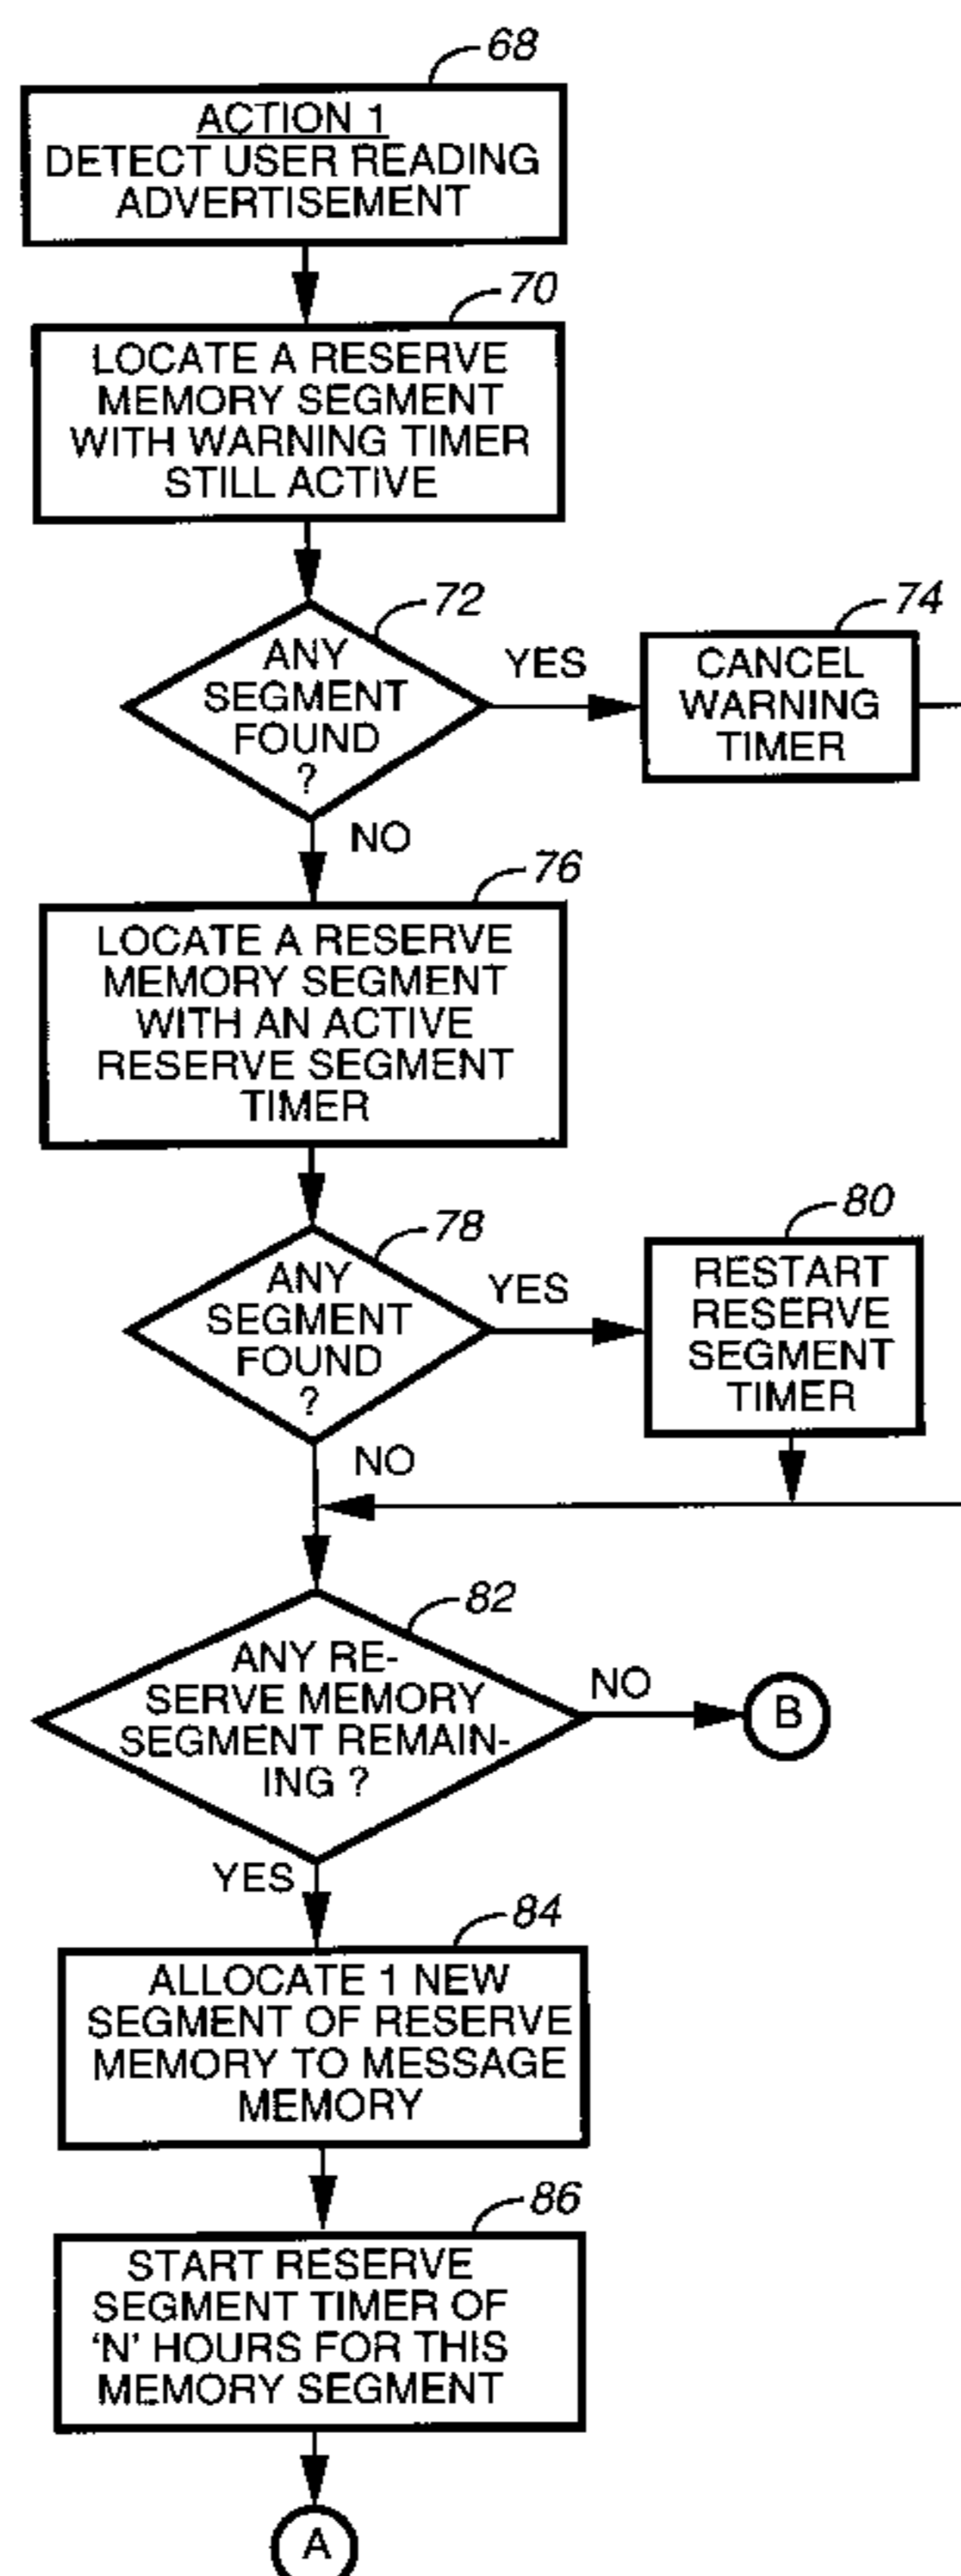 68
ACTION 1
DETECT USER READING
ADVERTISEMENT
70
LOCATE A RESERVE
MEMORY SEGMENT
WITH WARNING TIMER
STILL ACTIVE
72
ANY
SEGMENT
FOUND
?
YES
74
CANCEL
WARNING
TIMER
NO
76
LOCATE A RESERVE
MEMORY SEGMENT
WITH AN ACTIVE
RESERVE SEGMENT
TIMER
78
ANY
SEGMENT
FOUND
?
YES
80
RESTART
RESERVE
SEGMENT
TIMER
NO
82
ANY RE-
SERVE MEMORY
SEGMENT REMAIN-
ING ?
NO
B
YES
84
ALLOCATE 1 NEW
SEGMENT OF RESERVE
MEMORY TO MESSAGE
MEMORY
86
START RESERVE
SEGMENT TIMER OF
'N' HOURS FOR THIS
MEMORY SEGMENT
A